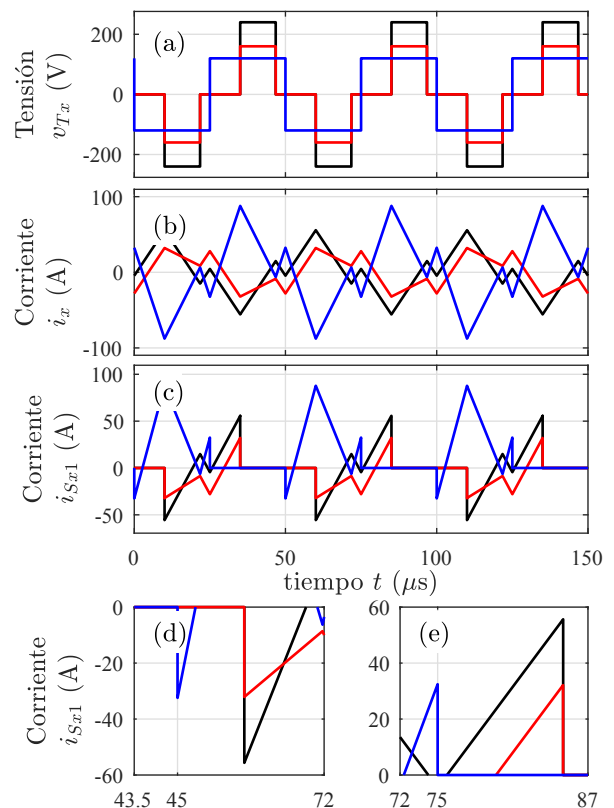 200
0
-200
Tensión
v_{Tx} (V)
(a)
100
0
-100
Corriente
i_x (A)
(b)
100
50
0
-50
Corriente
i_{Sx1} (A)
(c)
0
50
100
150
tiempo t (μs)
0
-20
-40
-60
Corriente
i_{Sx1} (A)
(d)
43.5
45
72
60
40
20
0
(e)
72
75
87